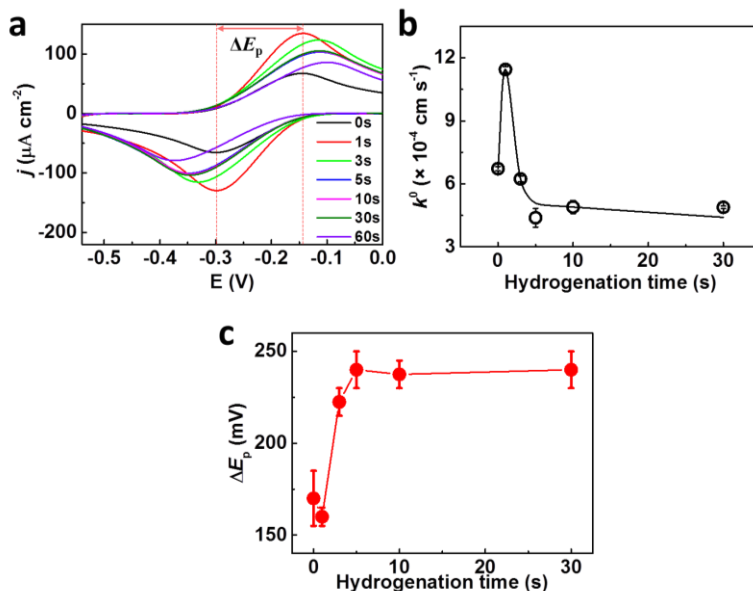 a
ΔEp
j (μA cm-2)
100
0
-100
-200
0s
1s
3s
5s
10s
30s
60s
-0.5 -0.4 -0.3 -0.2 -0.1 0.0
E (V)
b
k0 (× 10-4 cm s-1)
12
9
6
3
0 10 20 30
Hydrogenation time (s)
c
ΔEp (mV)
250
200
150
0 10 20 30
Hydrogenation time (s)